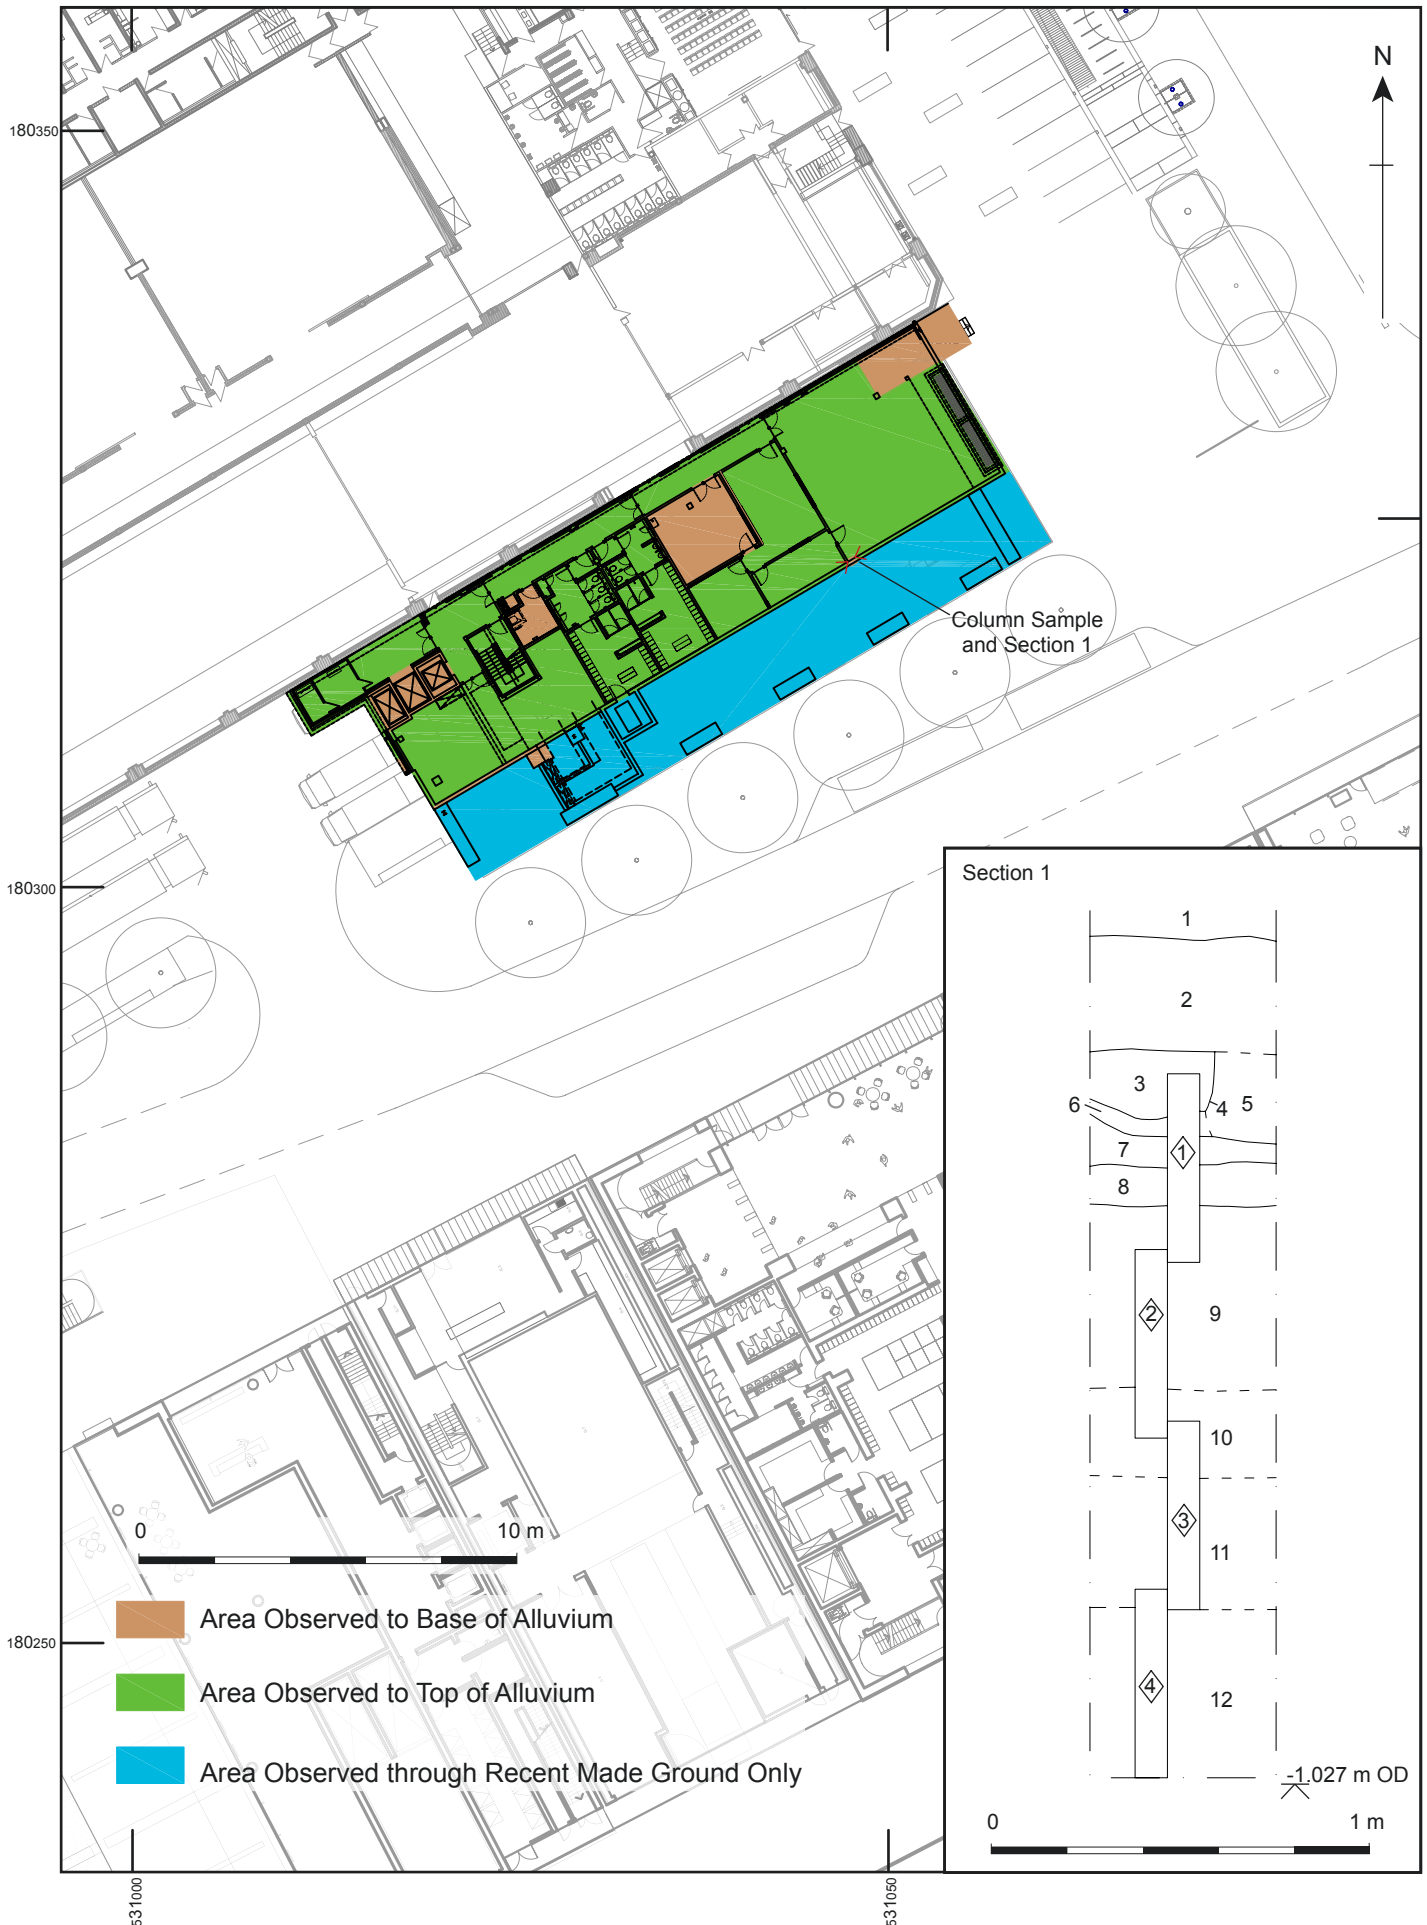 N
180350
Column Sample
and Section 1
180300
Section 1
1
2
3
4
5
6
7
1
8
2
9
10
3
11
4
12
-1.027 m OD
0 1 m
0 10 m
Area Observed to Base of Alluvium
180250
Area Observed to Top of Alluvium
Area Observed through Recent Made Ground Only
531000
531050